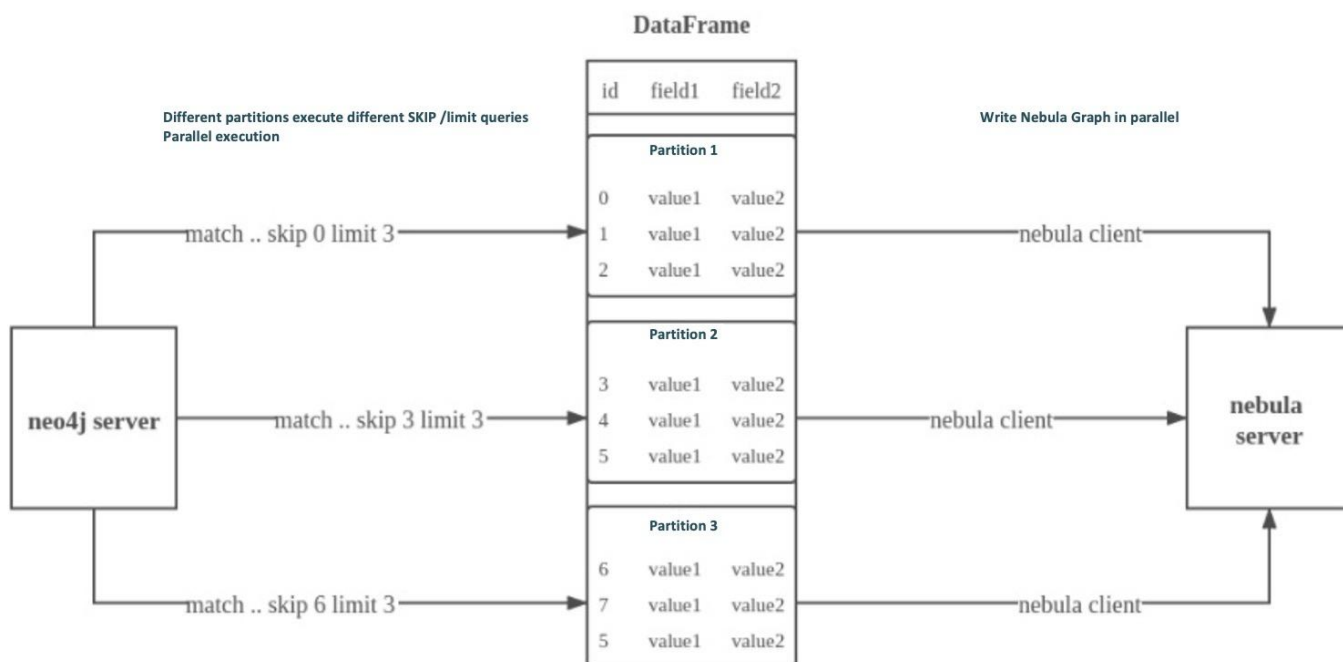 DataFrame
id field1 field2
Different partitions execute different SKIP /limit queries
Parallel execution
Write Nebula Graph in parallel
Partition 1
0 value1 value2
match .. skip 0 limit 3
1 value1 value2
nebula client
2 value1 value2
Partition 2
3 value1 value2
neo4j server
match .. skip 3 limit 3
4 value1 value2
nebula client
nebula
server
5 value1 value2
Partition 3
6 value1 value2
match .. skip 6 limit 3
7 value1 value2
nebula client
5 value1 value2